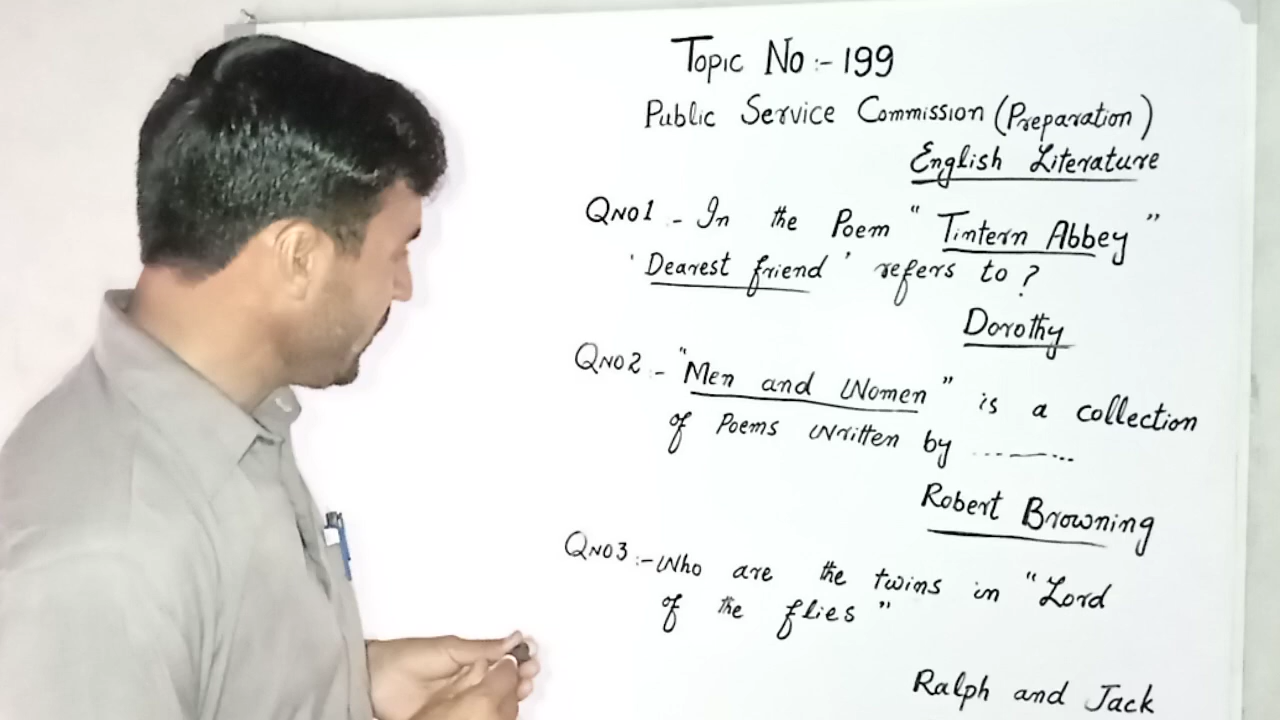 Topic No:- 199
Public Service Commission (Preparation)
English Literature
QNO1 - In the Poem "Tintern Abbey"
'Dearest friend' refers to?
Dorothy
QNO2:- "Men and Women" is a collection
of Poems written by ..........
Robert Browning
QNO3:- Who are the twins in "Lord
of the flies"
Ralph and Jack